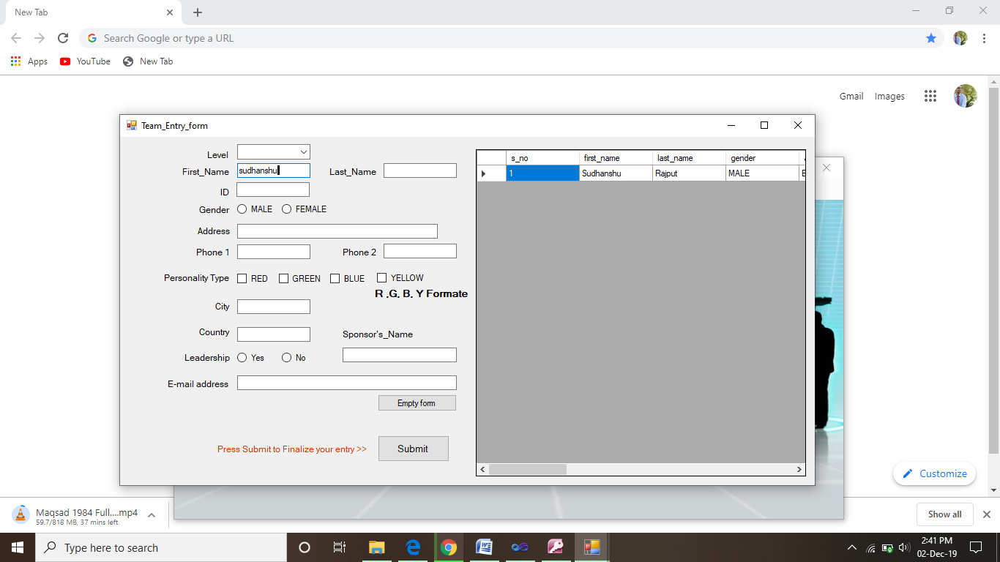 New Tab
Search Google or type a URL
Apps YouTube New Tab
Gmail Images
Team_Entry_form
Level
First_Name sudhanshu Last_Name
ID
Gender MALE FEMALE
Address
Phone 1 Phone 2
Personality Type RED GREEN BLUE YELLOW
R ,G, B, Y Formate
City
Country Sponsor's_Name
Leadership Yes No
E-mail address
Empty form
Press Submit to Finalize your entry >> Submit
s_no first_name last_name gender
1 Sudhanshu Rajput MALE
Customize
Maqsad 1984 Full....mp4
59.7/818 MB, 37 mins left
Show all
Type here to search
2:41 PM
02-Dec-19